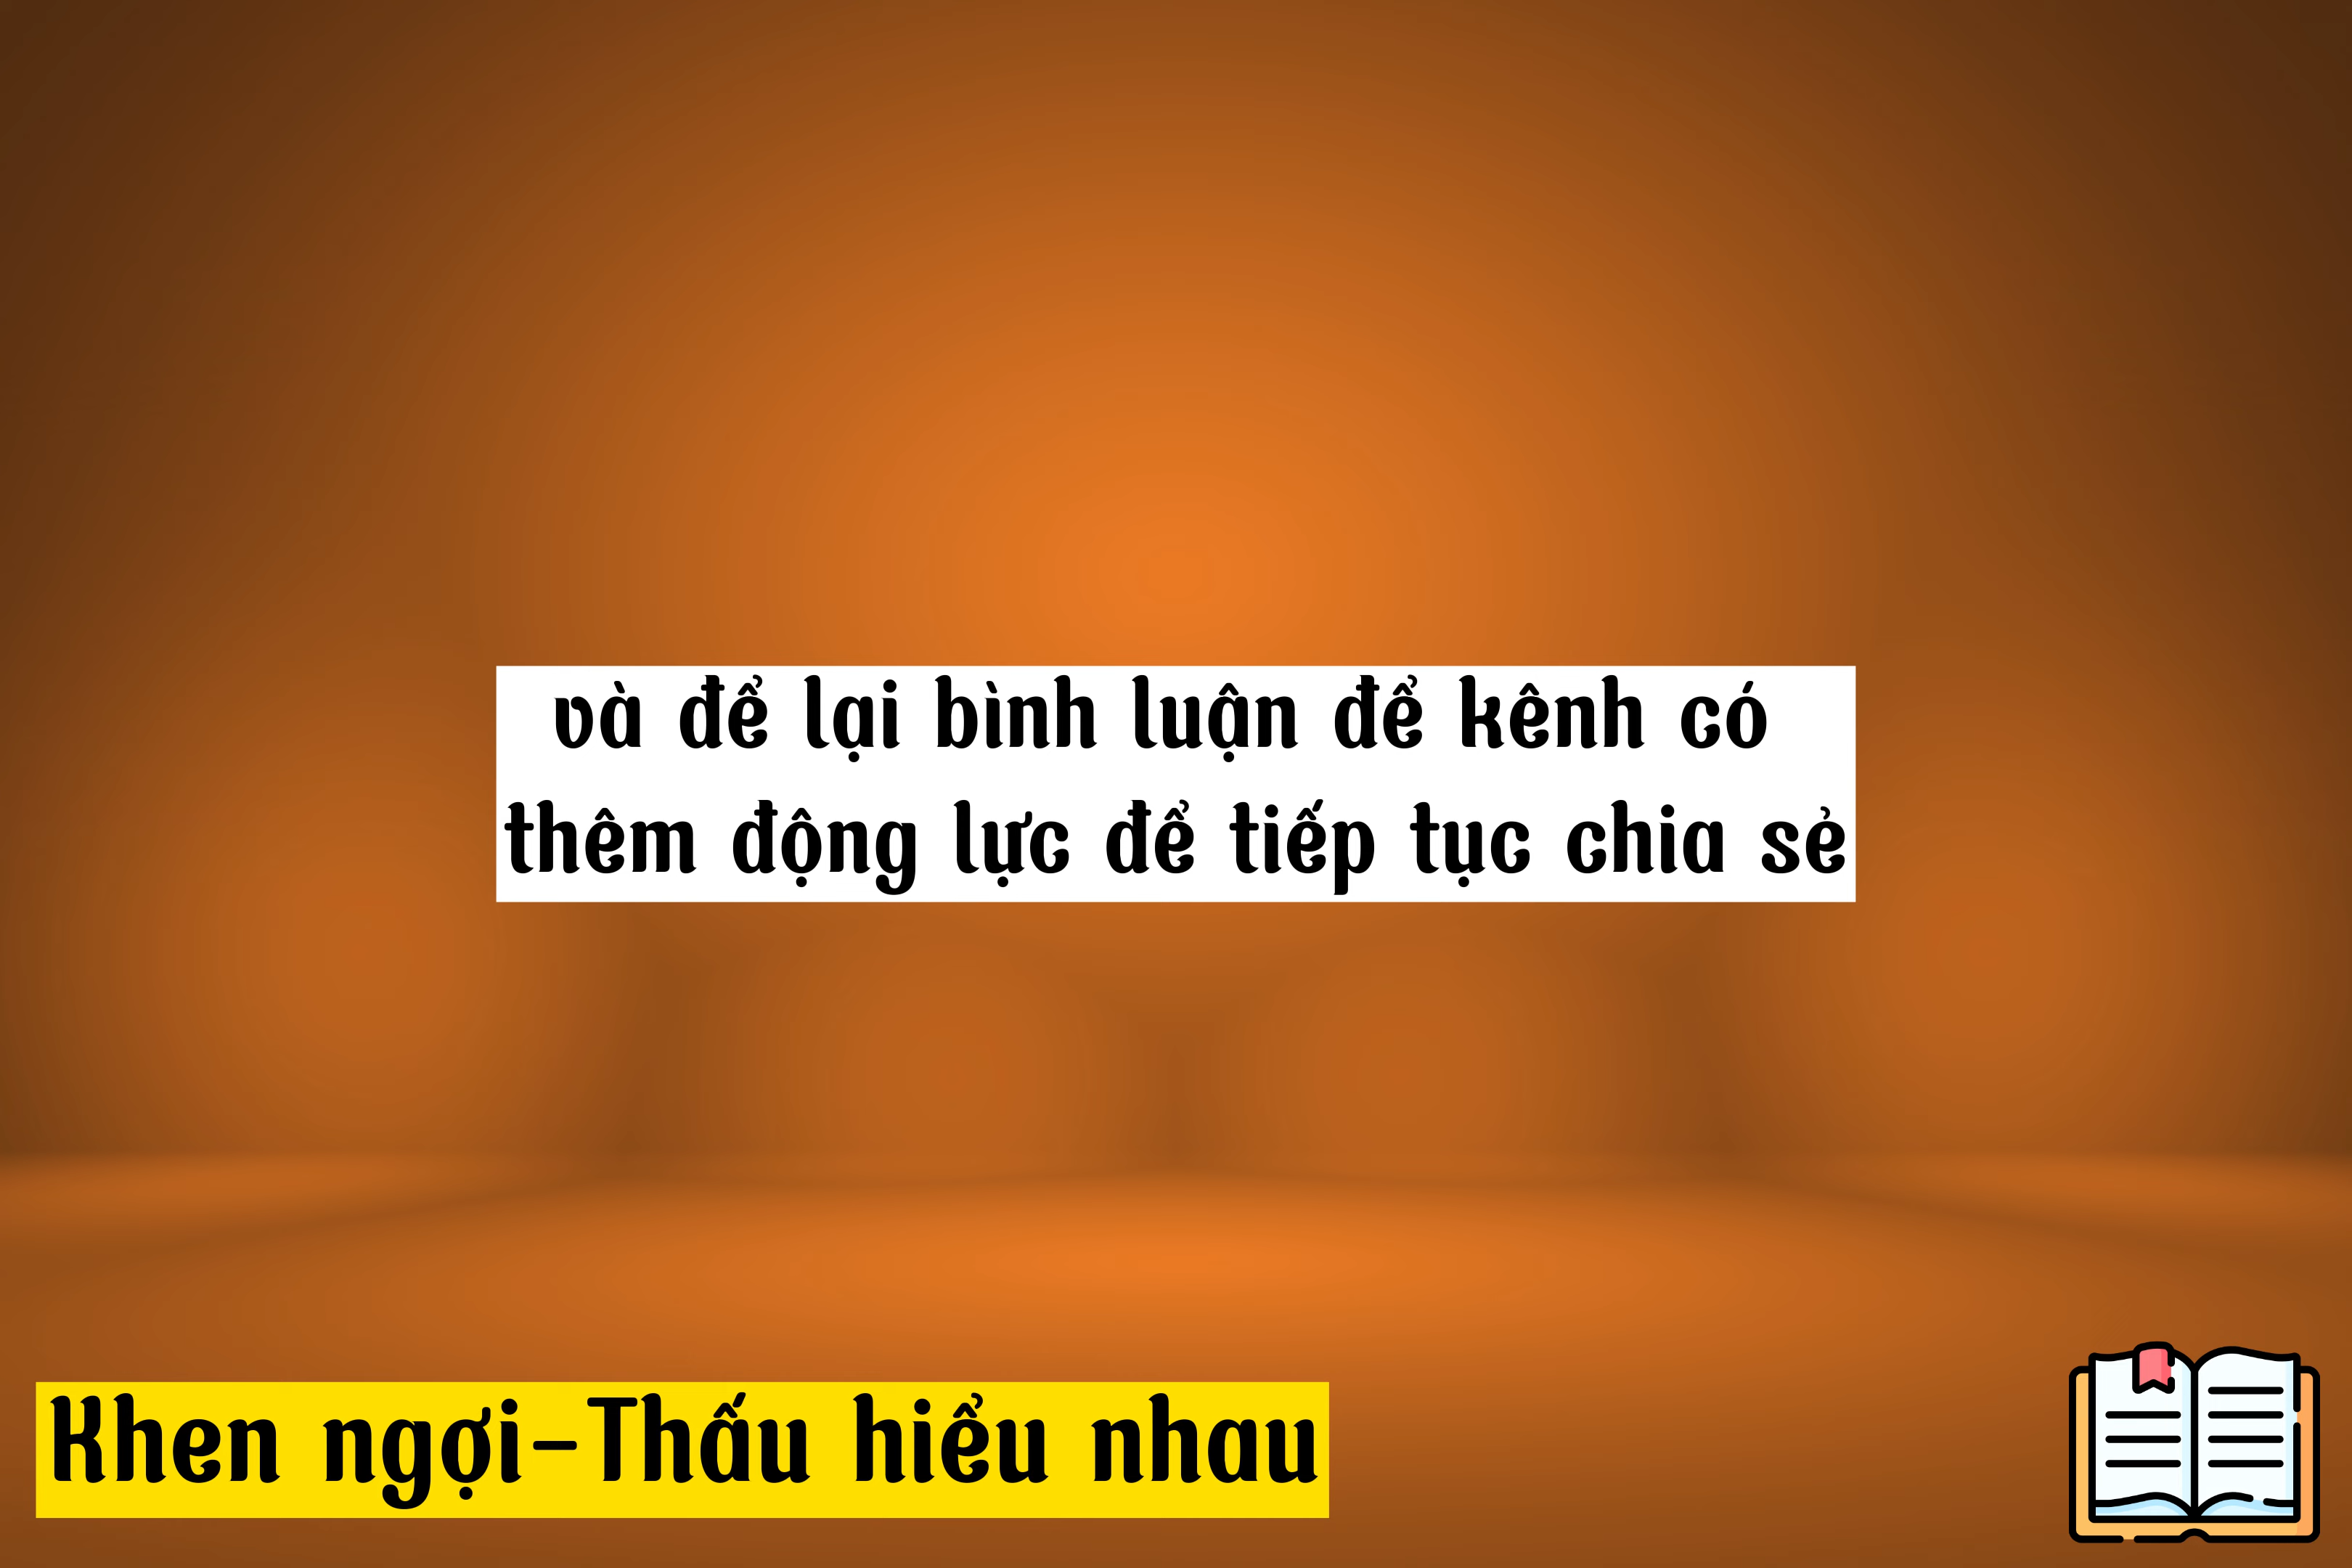 và để lại bình luận để kênh có
thêm động lực để tiếp tục chia sẻ
Khen ngợi-Thấu hiểu nhau